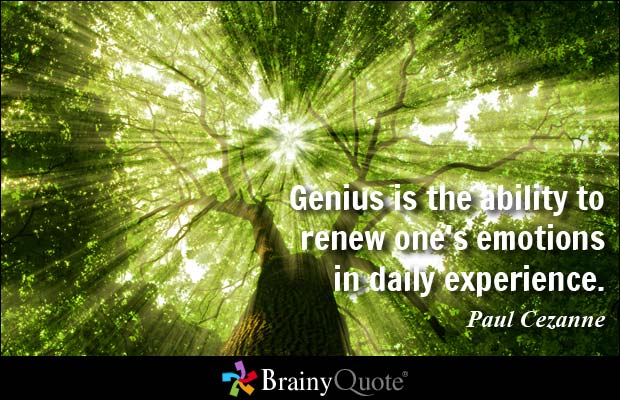 Genius is the ability to
renew one's emotions
in daily experience.
Paul Cezanne
BrainyQuote®